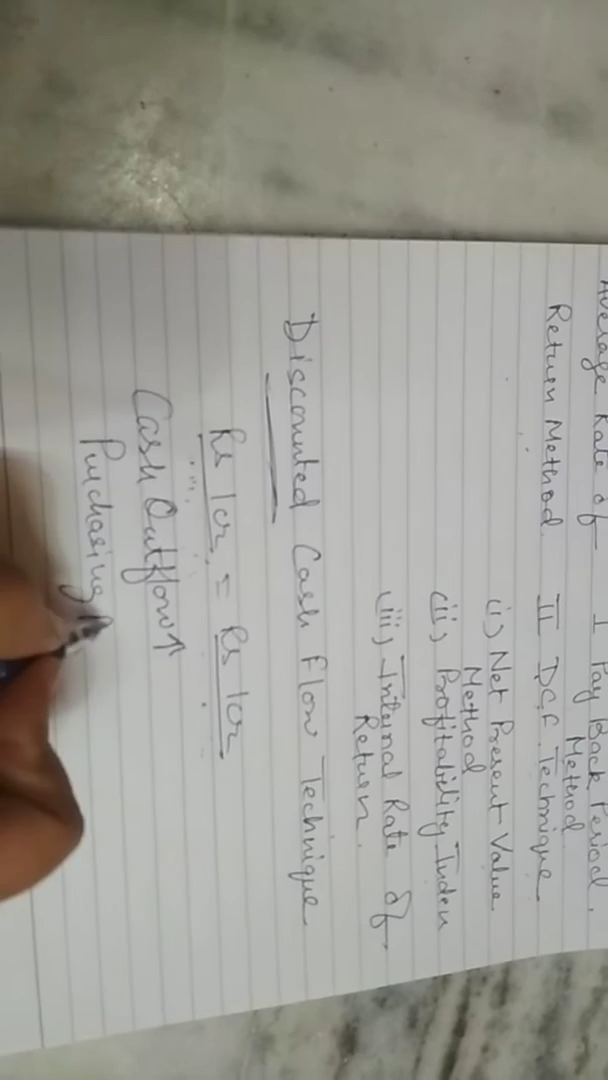 Average Rate of I Pay Back Period.
Return Method. Method
II DCF. Technique
(i) Net Present Value
Method
(ii) Profitability Index
(iii) Internal Rate of
Return.
Discounted Cash Flow Technique
Rs 1cr. = Rs 1cr
Cash Outflow ↑
Purchasing P